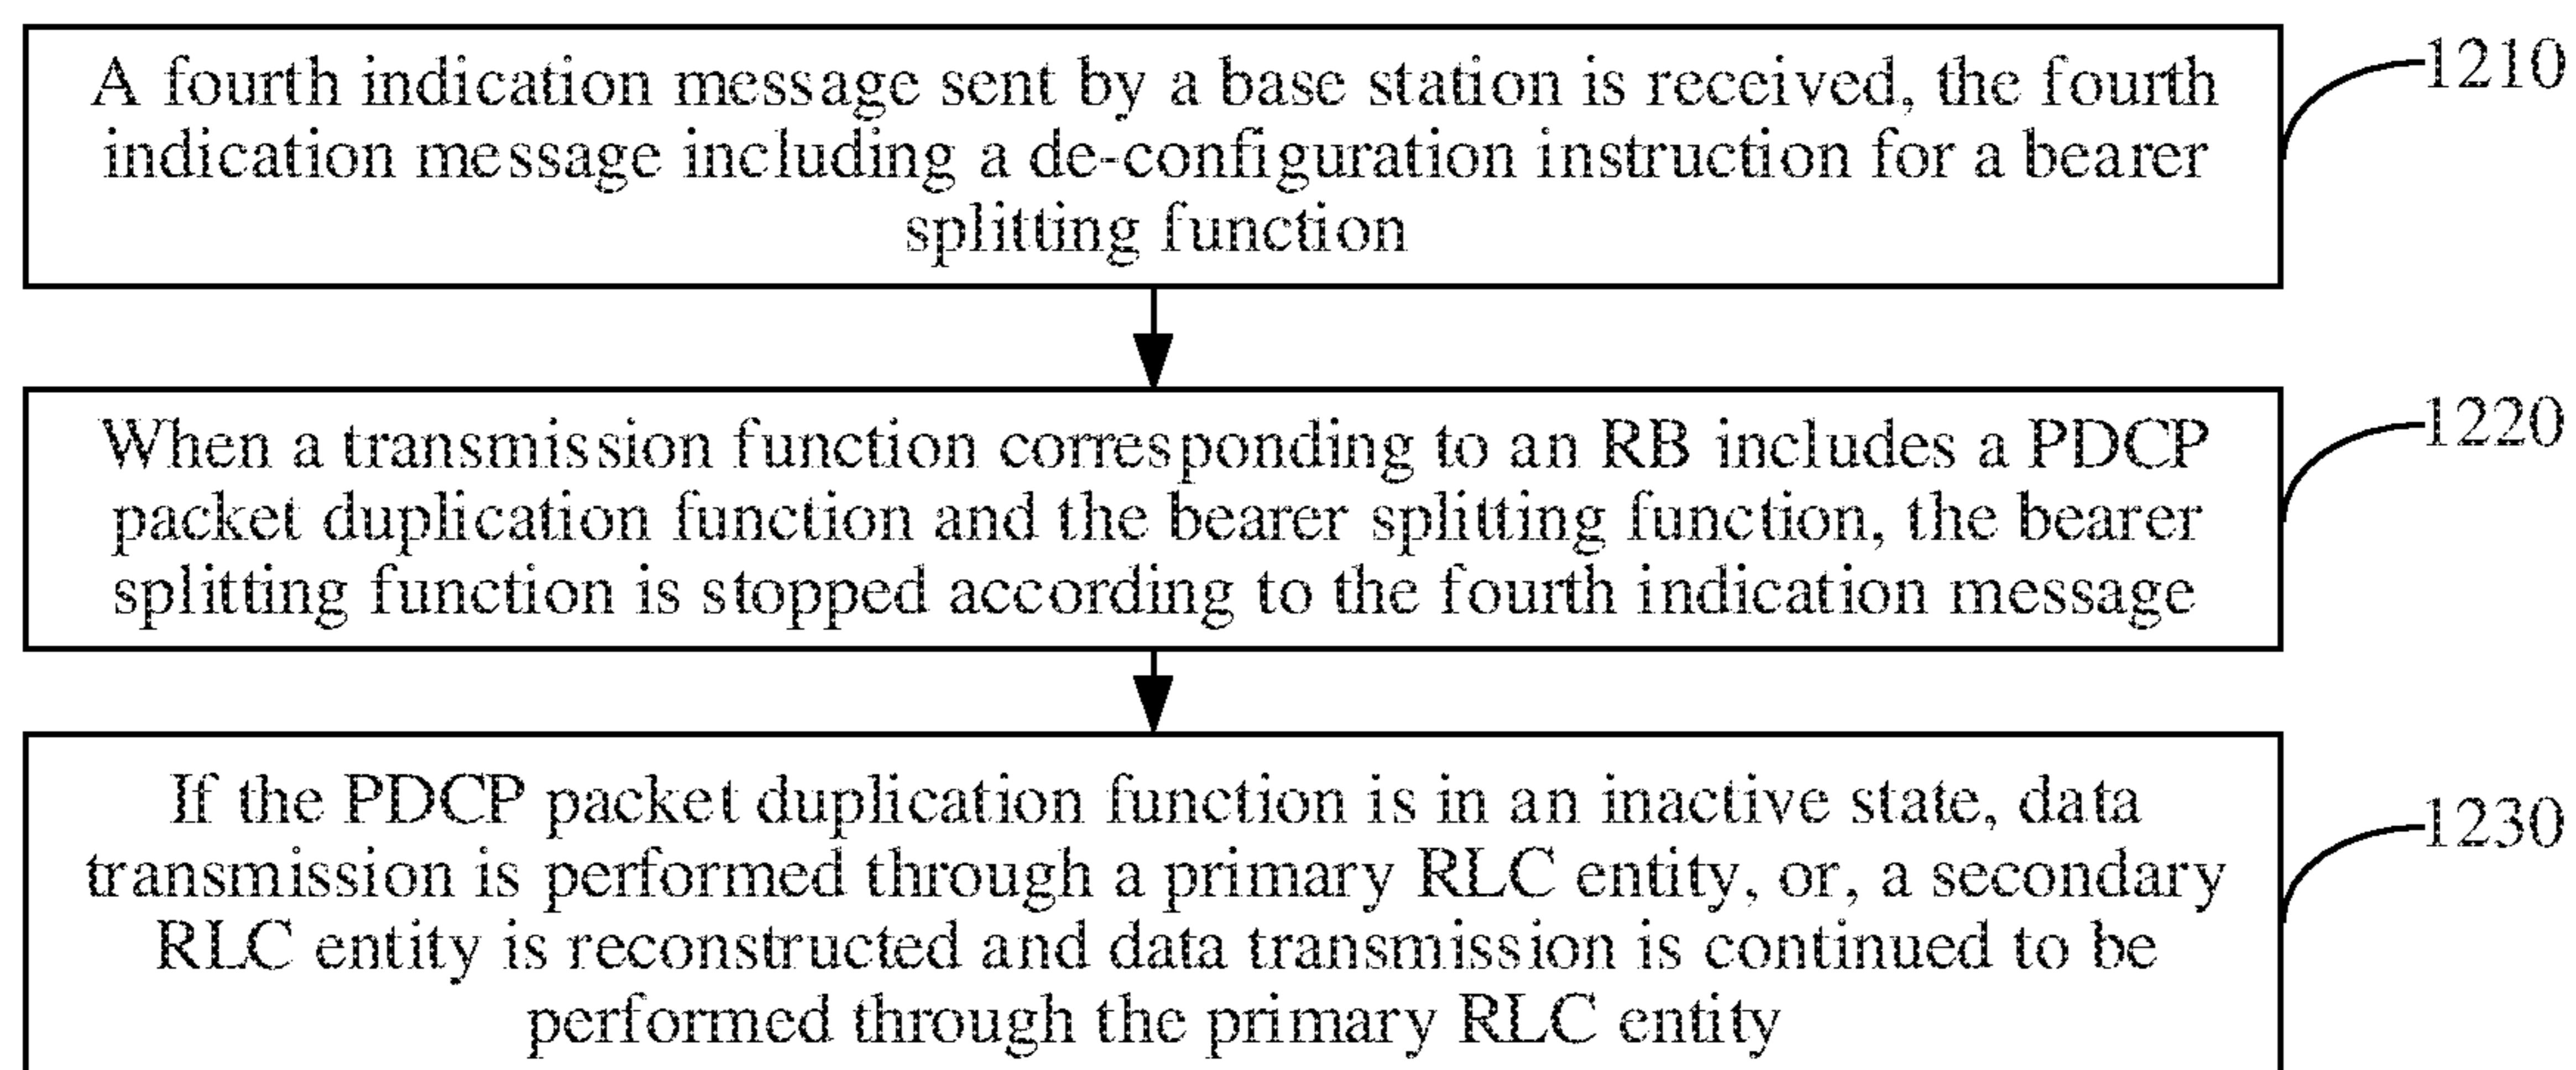 A fourth indication message sent by a base station is received, the fourth
indication message including a de-configuration instruction for a bearer
splitting function
1210
When a transmission function corresponding to an RB includes a PDCP
packet duplication function and the bearer splitting function, the bearer
splitting function is stopped according to the fourth indication message
1220
If the PDCP packet duplication function is in an inactive state, data
transmission is performed through a primary RLC entity, or, a secondary
RLC entity is reconstructed and data transmission is continued to be
performed through the primary RLC entity
1230